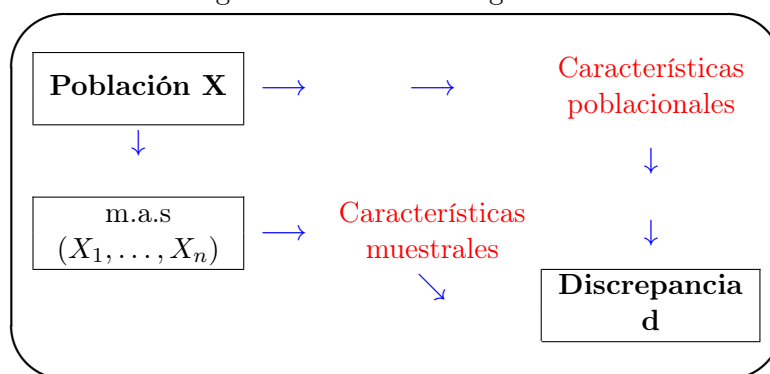 Población X
Características
poblacionales
m.a.s
(X₁, . . . , Xₙ)
Características
muestrales
Discrepancia
d